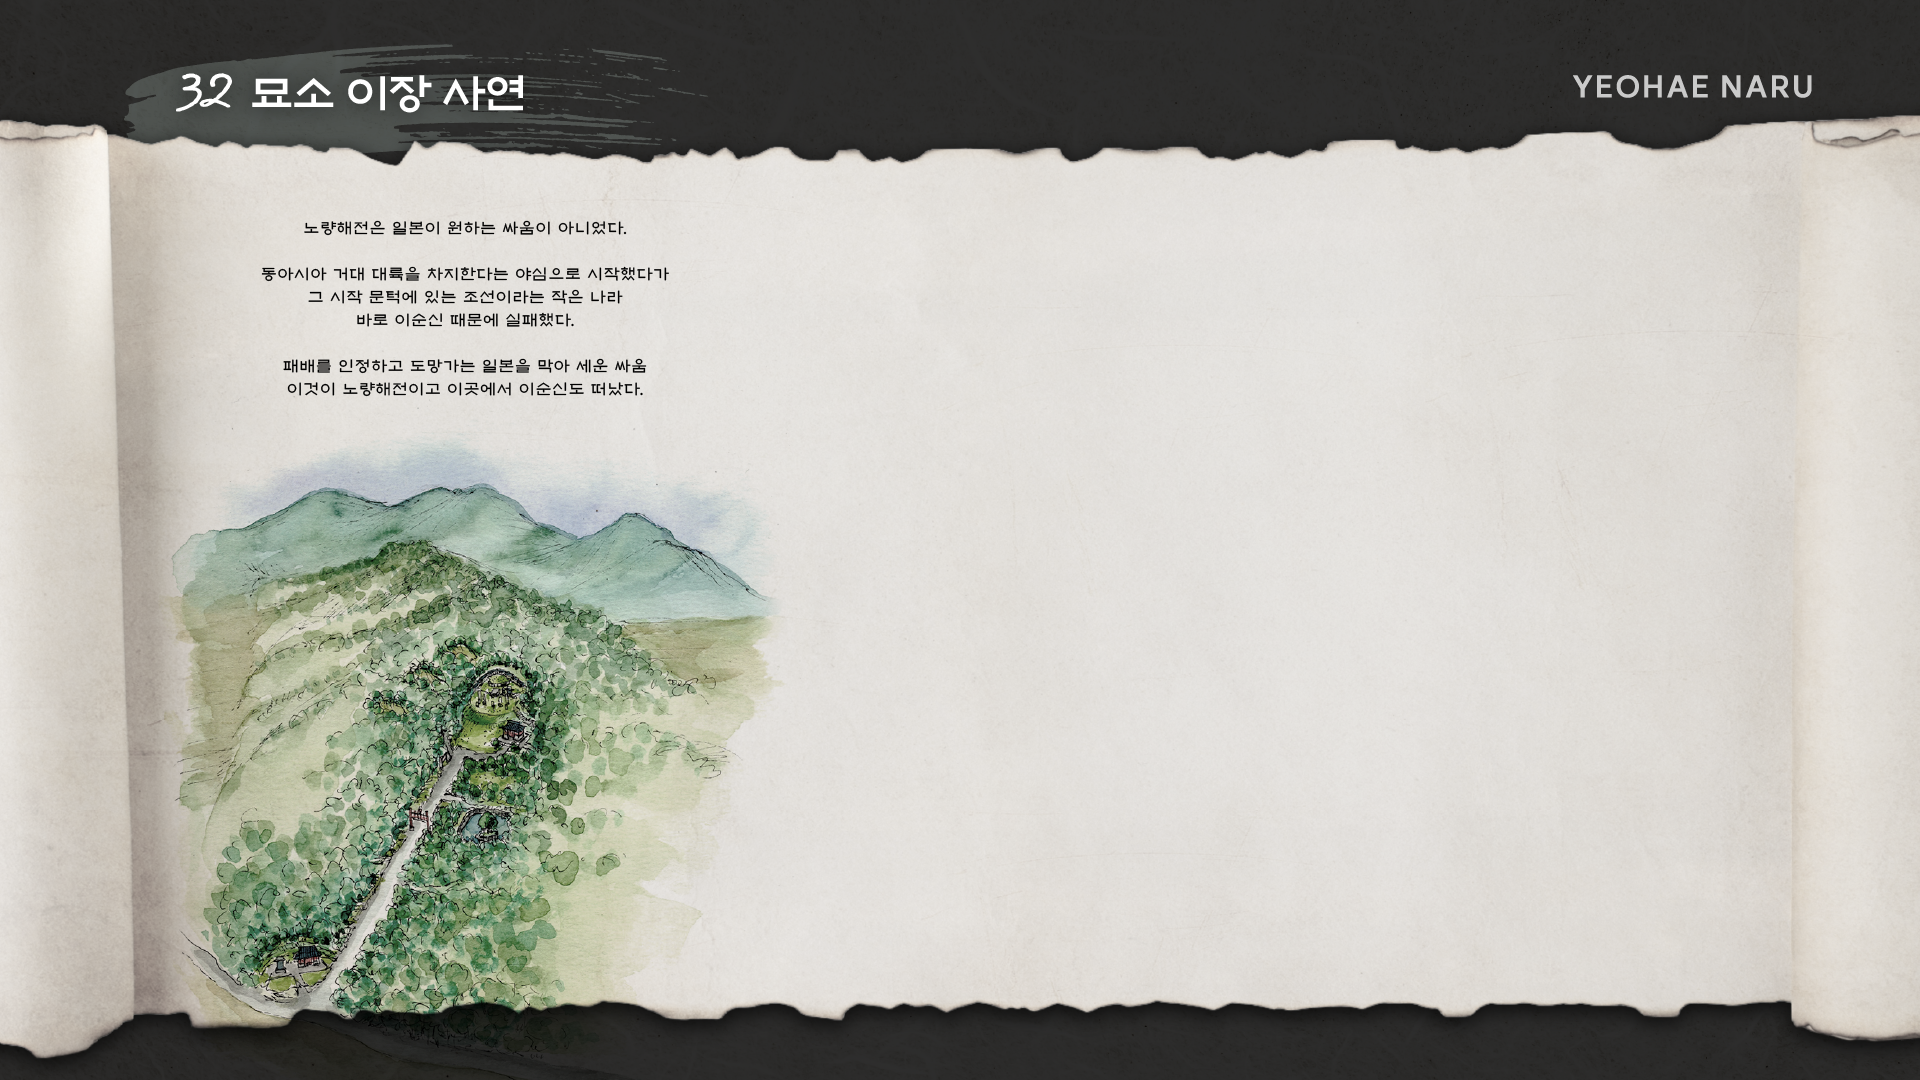 32 묘소 이장 사연
YEOHAE NARU
노량해전은 일본이 원하는 싸움이 아니었다.
동아시아 거대 대륙을 차지한다는 야심으로 시작했다가
그 시작 문턱에 있는 조선이라는 작은 나라
바로 이순신 때문에 실패했다.
패배를 인정하고 도망가는 일본을 막아 세운 싸움
이것이 노량해전이고 이곳에서 이순신도 떠났다.